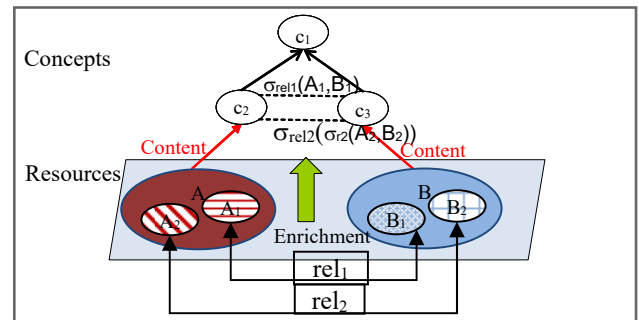 c1
Concepts
σrel1(A1,B1)
c2
c3
σrel2(σr2(A2,B2))
Content
Content
Resources
A
B
A1
A2
B1
B2
Enrichment
rel1
rel2